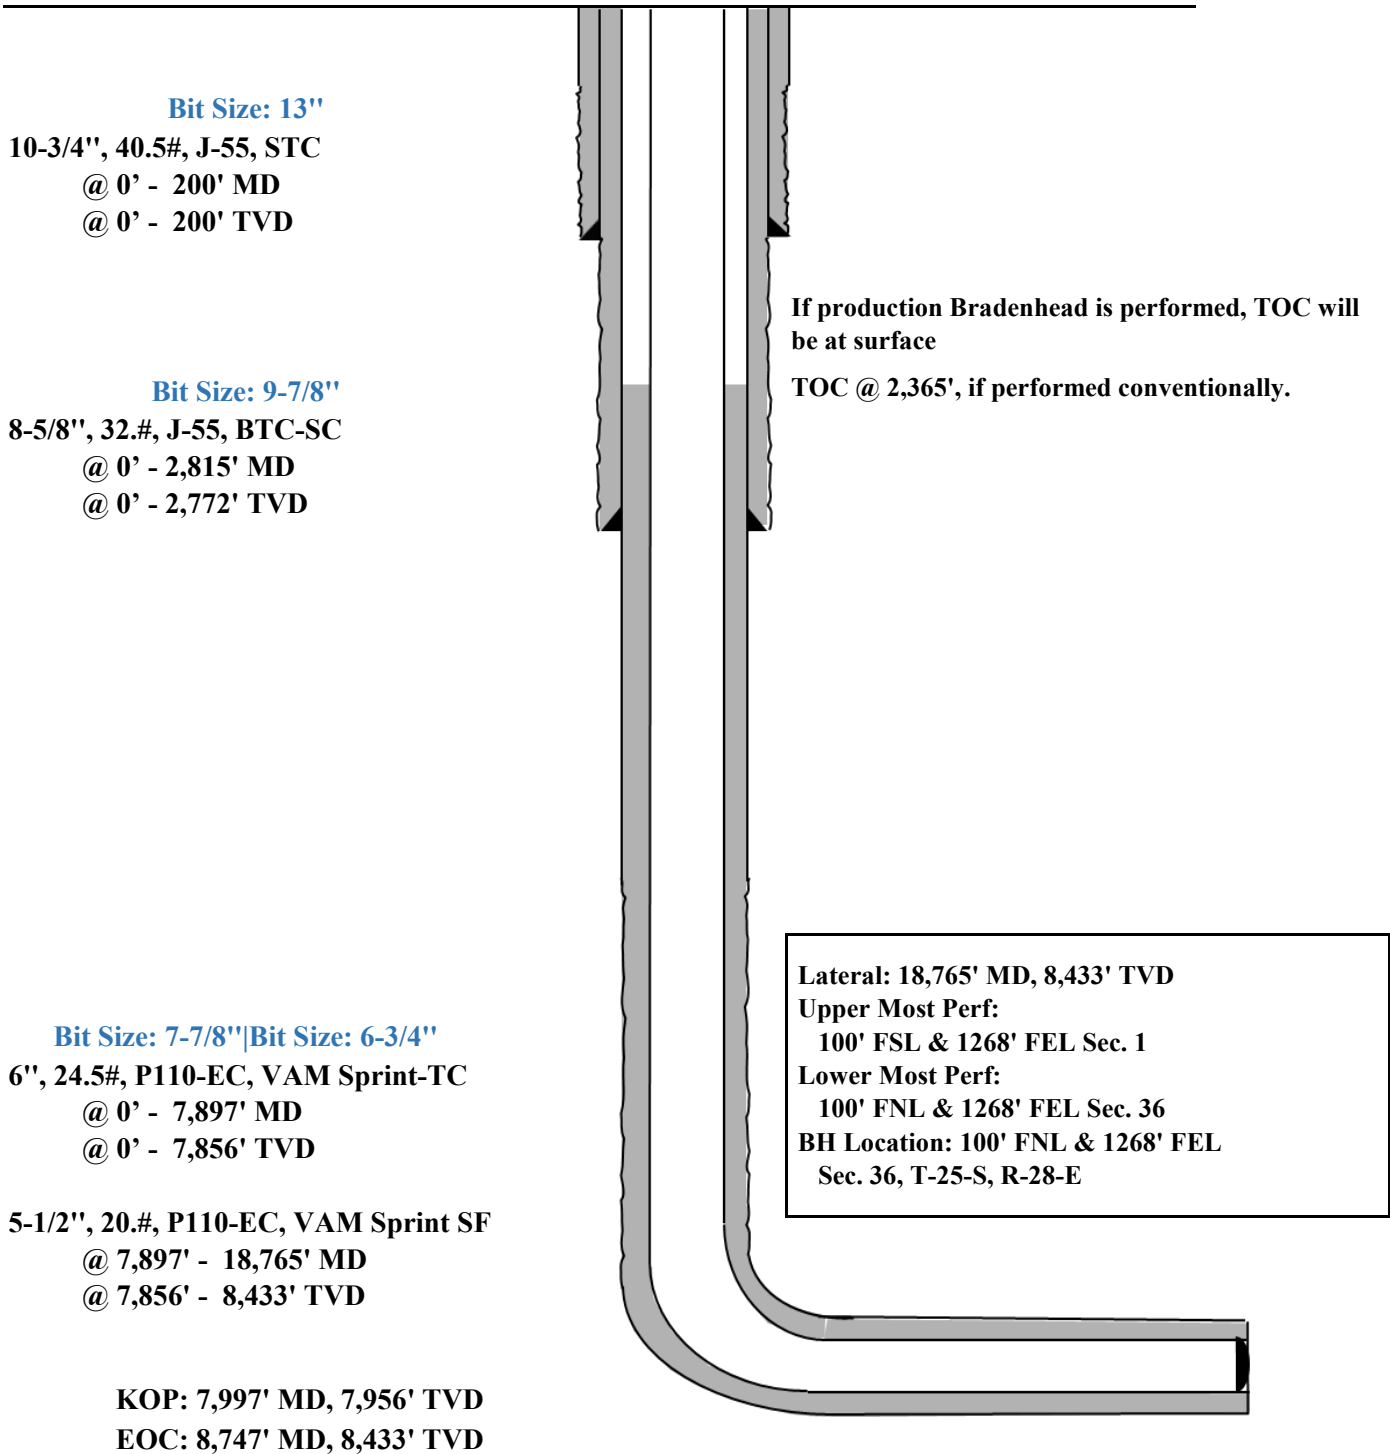 Bit Size: 13''
10-3/4'', 40.5#, J-55, STC
@ 0’ - 200' MD
@ 0’ - 200' TVD
If production Bradenhead is performed, TOC will
be at surface
TOC @ 2,365', if performed conventionally.
Bit Size: 9-7/8''
8-5/8'', 32.#, J-55, BTC-SC
@ 0’ - 2,815' MD
@ 0’ - 2,772' TVD
Bit Size: 7-7/8''|Bit Size: 6-3/4''
6'', 24.5#, P110-EC, VAM Sprint-TC
@ 0’ - 7,897' MD
@ 0’ - 7,856' TVD
5-1/2'', 20.#, P110-EC, VAM Sprint SF
@ 7,897' - 18,765' MD
@ 7,856' - 8,433' TVD
KOP: 7,997' MD, 7,956' TVD
EOC: 8,747' MD, 8,433' TVD
Lateral: 18,765' MD, 8,433' TVD
Upper Most Perf:
100' FSL & 1268' FEL Sec. 1
Lower Most Perf:
100' FNL & 1268' FEL Sec. 36
BH Location: 100' FNL & 1268' FEL
Sec. 36, T-25-S, R-28-E